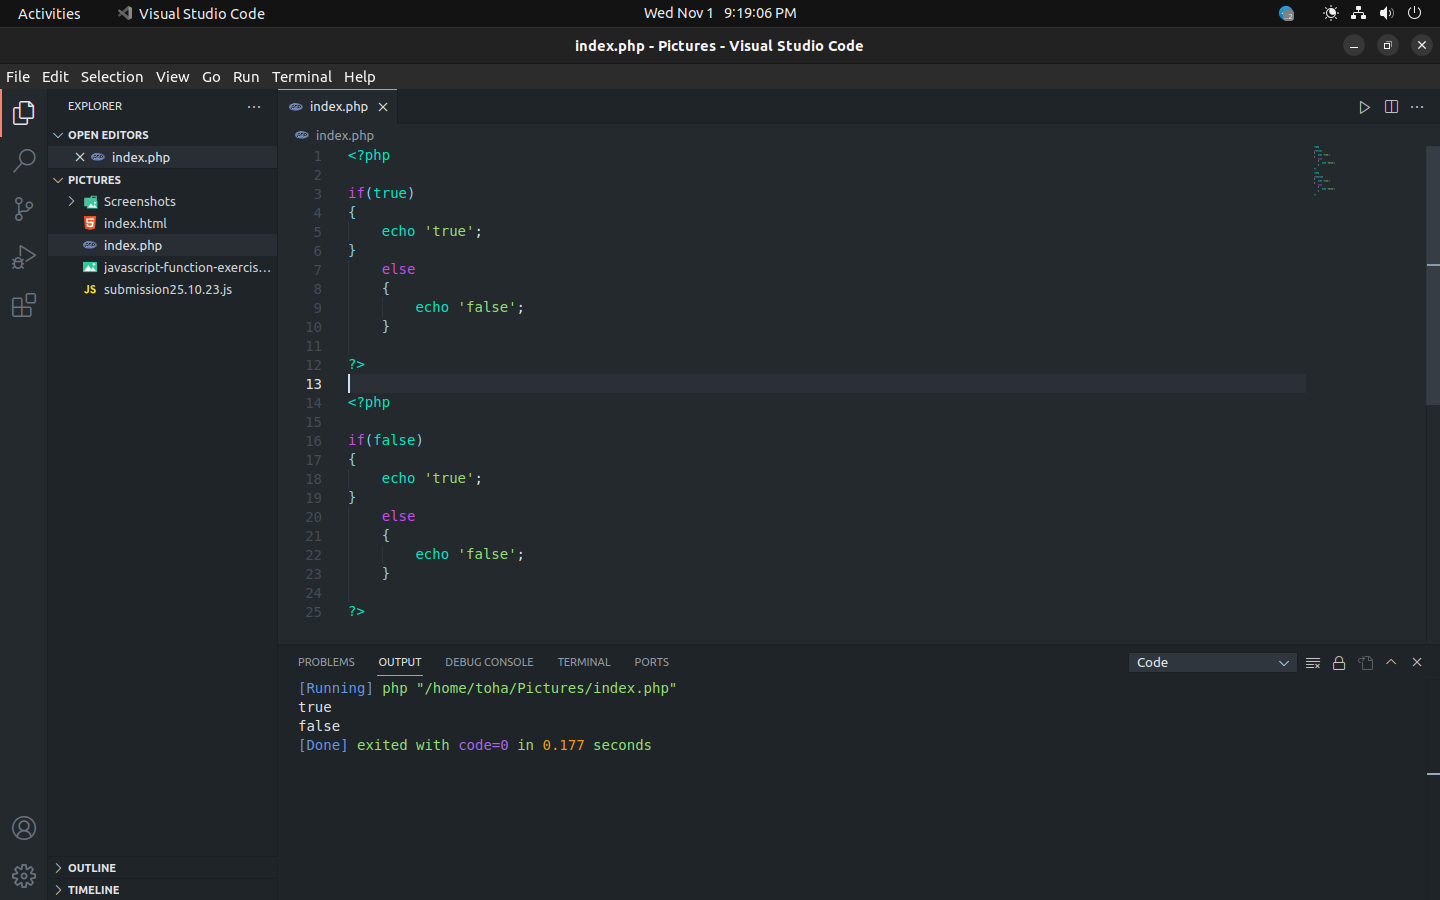 Activities Visual Studio Code Wed Nov 1 9:19:06 PM
index.php - Pictures - Visual Studio Code
File Edit Selection View Go Run Terminal Help
EXPLORER
OPEN EDITORS
index.php
PICTURES
Screenshots
index.html
index.php
javascript-function-exercis...
JS submission25.10.23.js
OUTLINE
TIMELINE
index.php
index.php
1 <?php
2
3 if(true)
4 {
5     echo 'true';
6 }
7     else
8     {
9         echo 'false';
10     }
11
12 ?>
13
14 <?php
15
16 if(false)
17 {
18     echo 'true';
19 }
20     else
21     {
22         echo 'false';
23     }
24
25 ?>
PROBLEMS OUTPUT DEBUG CONSOLE TERMINAL PORTS Code
[Running] php "/home/toha/Pictures/index.php"
true
false
[Done] exited with code=0 in 0.177 seconds